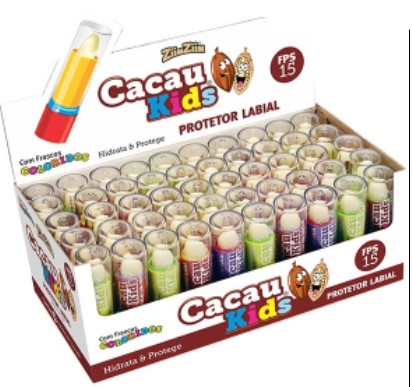 ZiimZiim
Cacau
Kids
FPS
15
PROTETOR LABIAL
Com Frascos
COLORIDOS
Hidrata & Protege
Cacau
Kids
FPS
15
PROTETOR LABIAL
Com Frascos
COLORIDOS
Hidrata & Protege